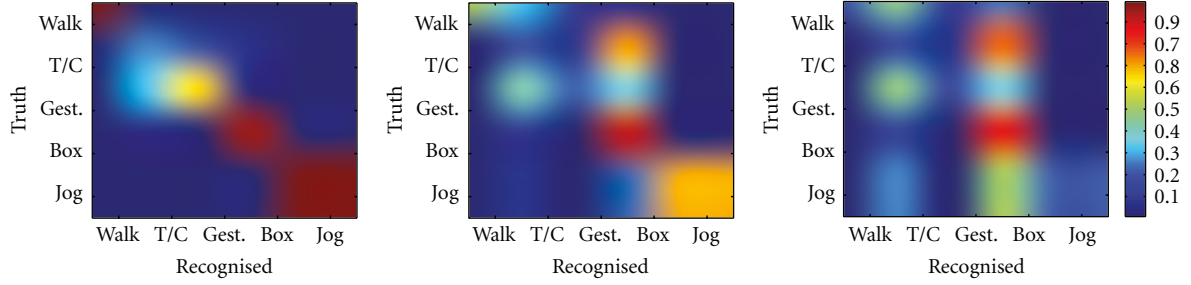 Walk
T/C
Gest.
Box
Jog
Truth
Walk T/C Gest. Box Jog
Recognised
Walk
T/C
Gest.
Box
Jog
Truth
Walk T/C Gest. Box Jog
Recognised
Walk
T/C
Gest.
Box
Jog
Truth
Walk T/C Gest. Box Jog
Recognised
0.9
0.7
0.8
0.6
0.5
0.4
0.3
0.2
0.1